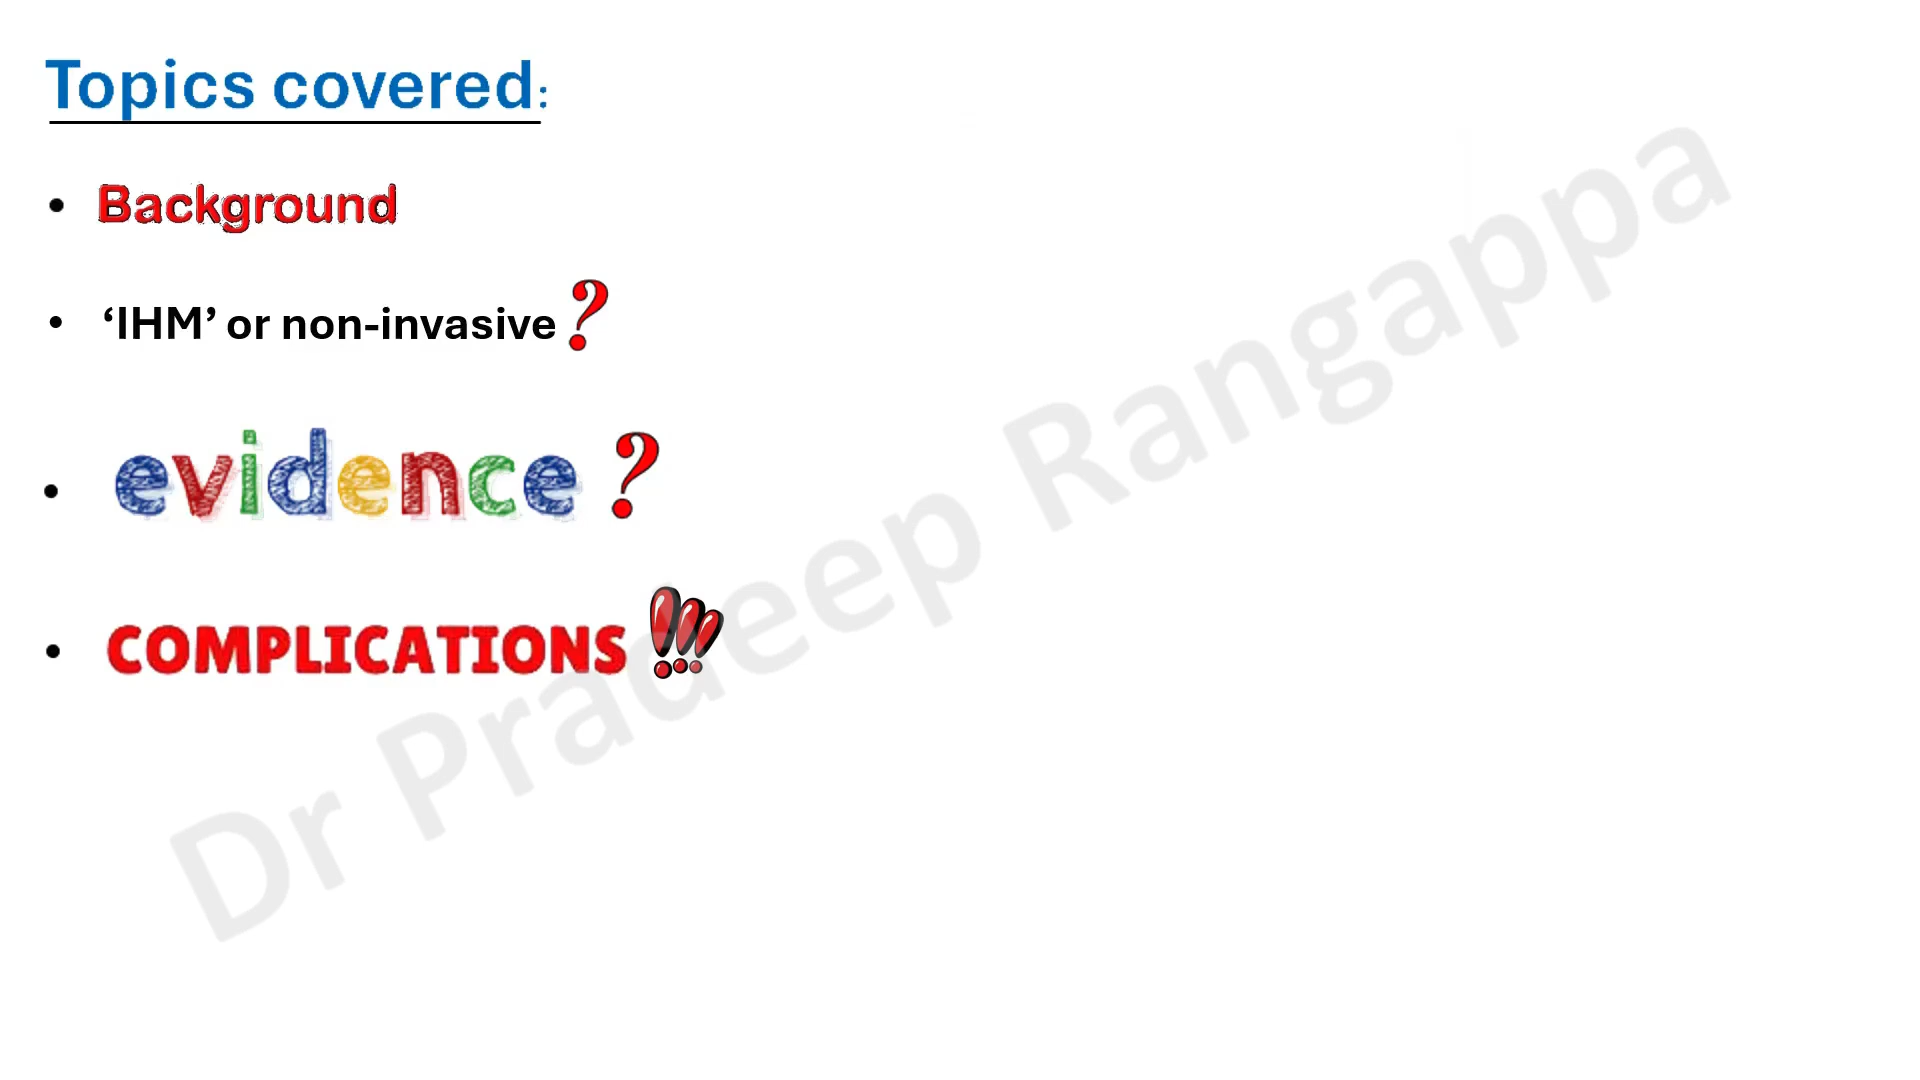 Topics covered:
• Background
• ‘IHM’ or non-invasive ?
• evidence ?
• COMPLICATIONS !!!
Dr Pradeep Rangappa